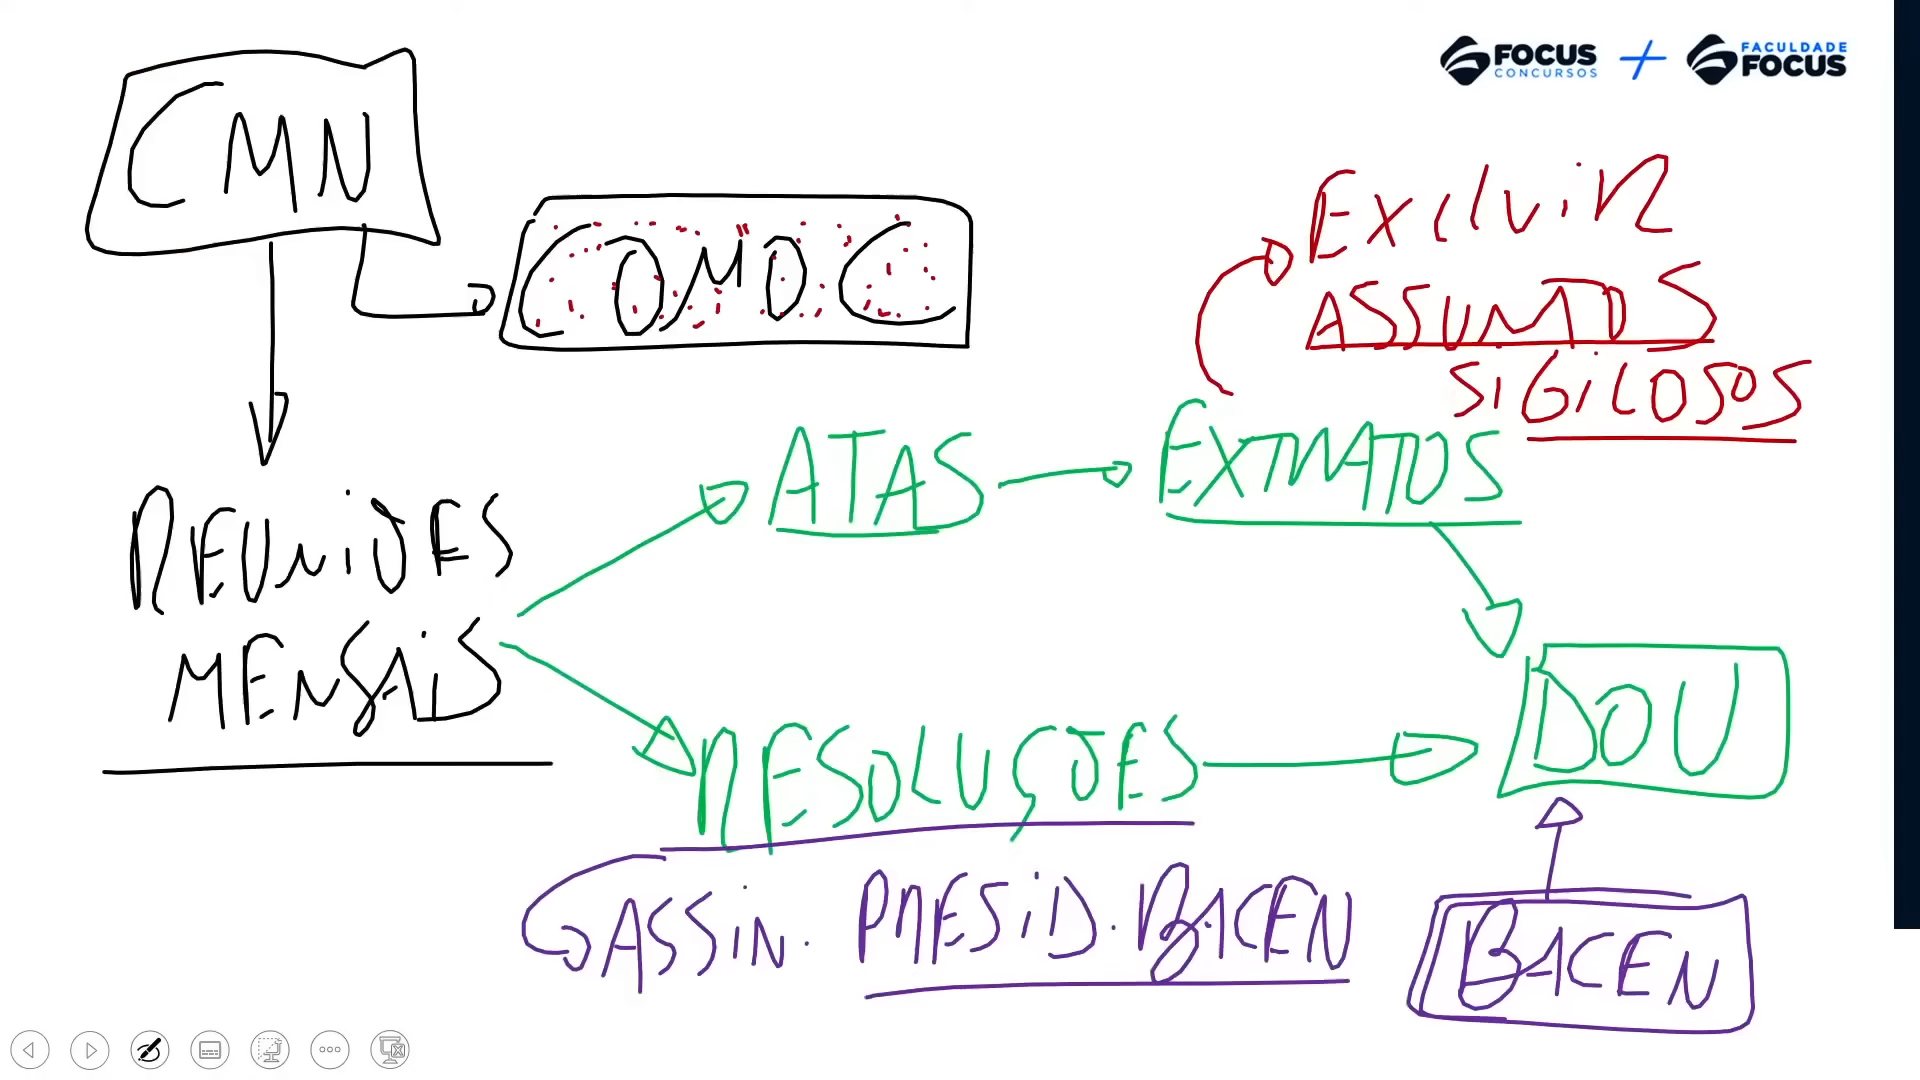 FOCUS CONCURSOS + FACULDADE FOCUS
CMN
COMOC
EXCLUIR
ASSUNTOS
SIGILOSOS
ATAS
EXTRATOS
REUNIÕES
MENSAIS
RESOLUÇÕES
DOU
ASSIN. PRESID. BACEN
BACEN